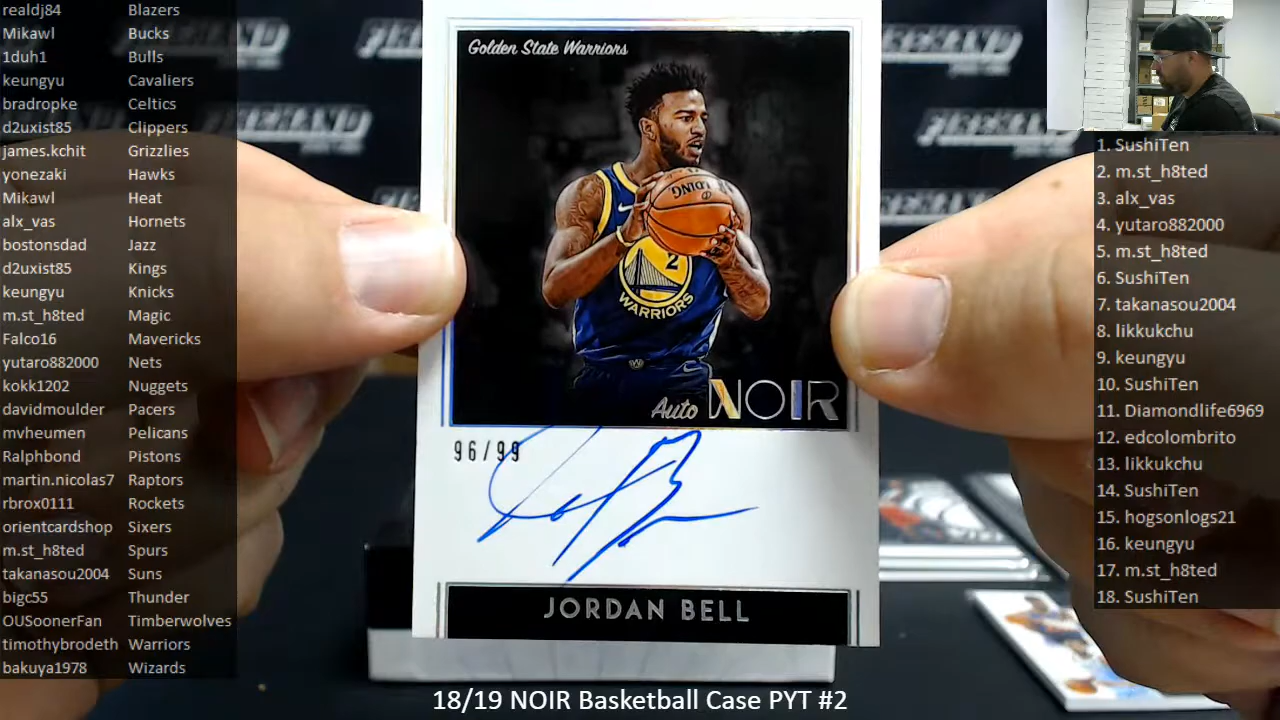 realdj84 Blazers
Mikawl Bucks
1duh1 Bulls
keungyu Cavaliers
bradropke Celtics
d2uxist85 Clippers
james.kchit Grizzlies
yonezaki Hawks
Mikawl Heat
alx_vas Hornets
bostonsdad Jazz
d2uxist85 Kings
keungyu Knicks
m.st_h8ted Magic
Falco16 Mavericks
yutaro882000 Nets
kokk1202 Nuggets
davidmoulder Pacers
mvheumen Pelicans
Ralphbond Pistons
martin.nicolas7 Raptors
rbrox0111 Rockets
orientcardshop Sixers
m.st_h8ted Spurs
takanasou2004 Suns
bigc55 Thunder
OUSoonerFan Timberwolves
timothybrodeth Warriors
bakuya1978 Wizards
Golden State Warriors
2
WARRIORS
Auto NOIR
96/99
JORDAN BELL
1. SushiTen
2. m.st_h8ted
3. alx_vas
4. yutaro882000
5. m.st_h8ted
6. SushiTen
7. takanasou2004
8. likkukchu
9. keungyu
10. SushiTen
11. Diamondlife6969
12. edcolombrito
13. likkukchu
14. SushiTen
15. hogsonlogs21
16. keungyu
17. m.st_h8ted
18. SushiTen
18/19 NOIR Basketball Case PYT #2